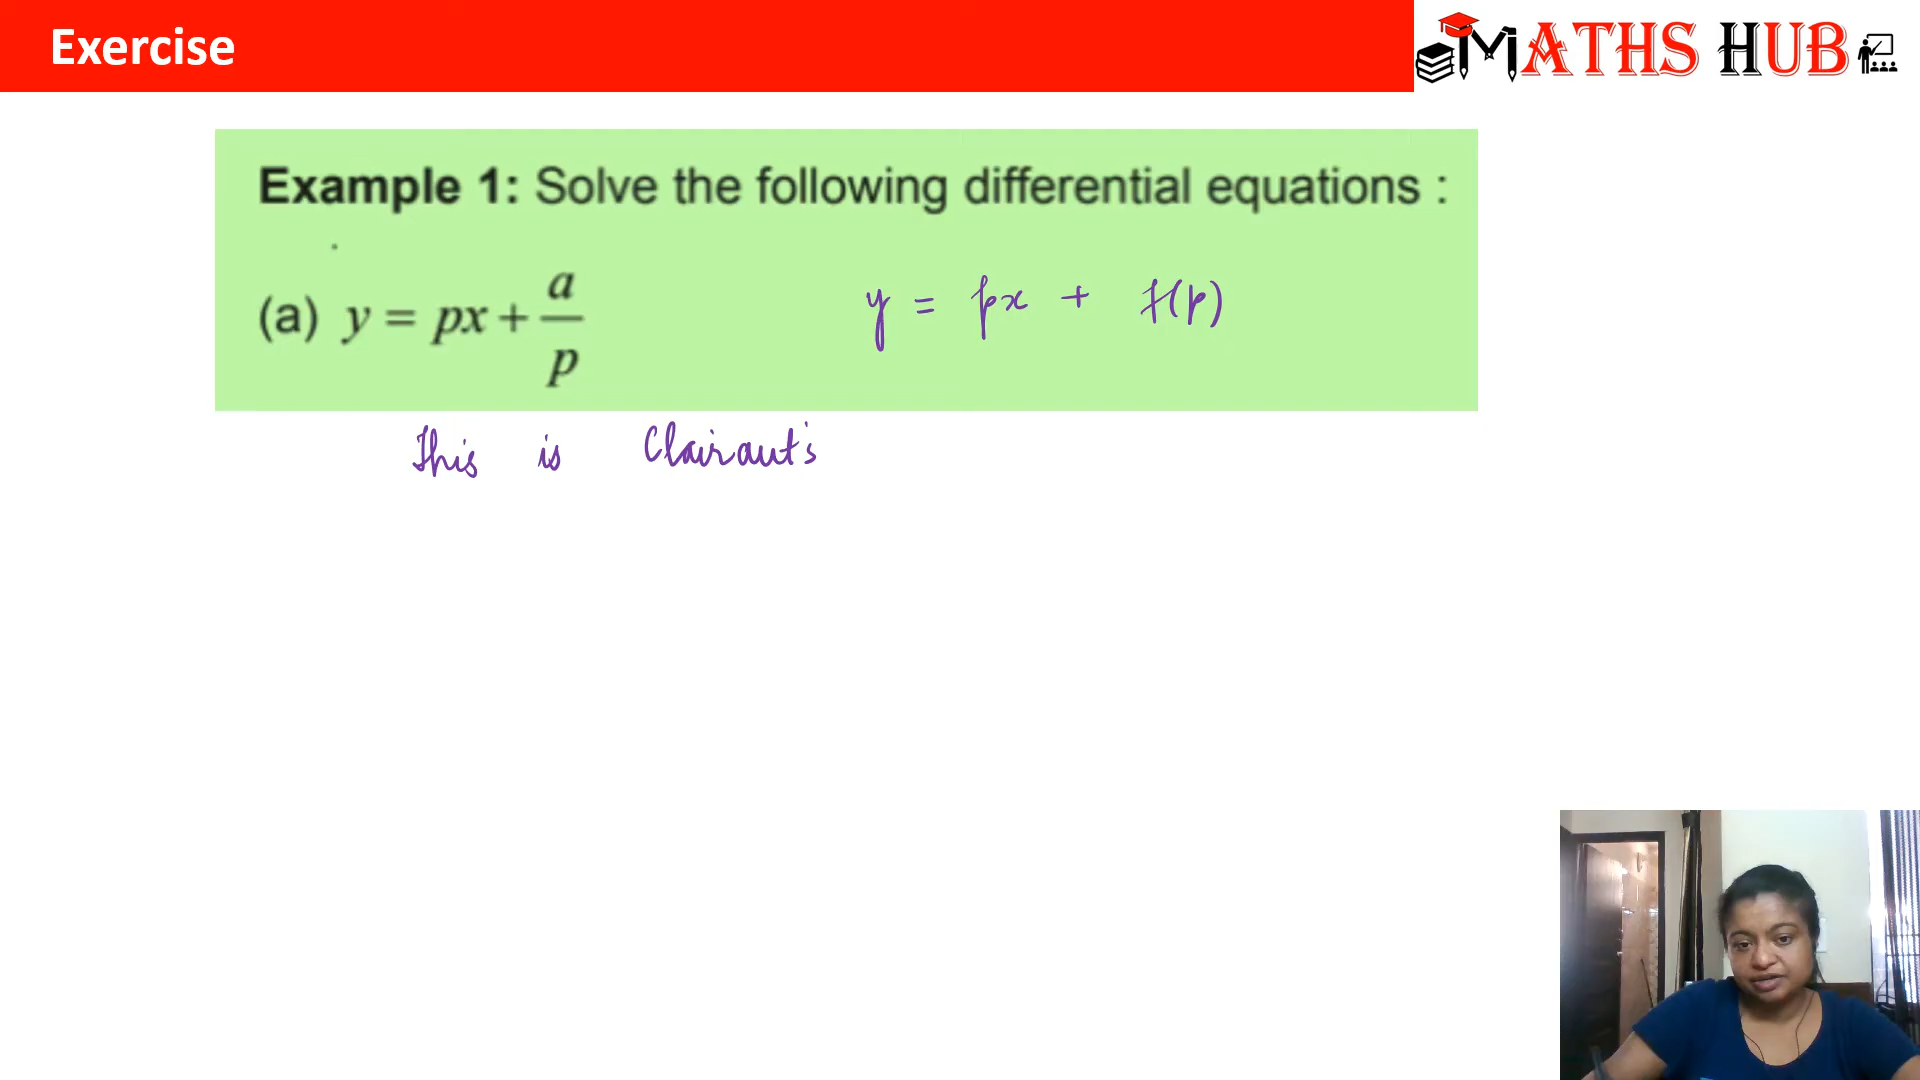 Exercise
MATHS HUB
Example 1: Solve the following differential equations :
(a) y = px + a/p
y = px + f(p)
This is Clairaut's